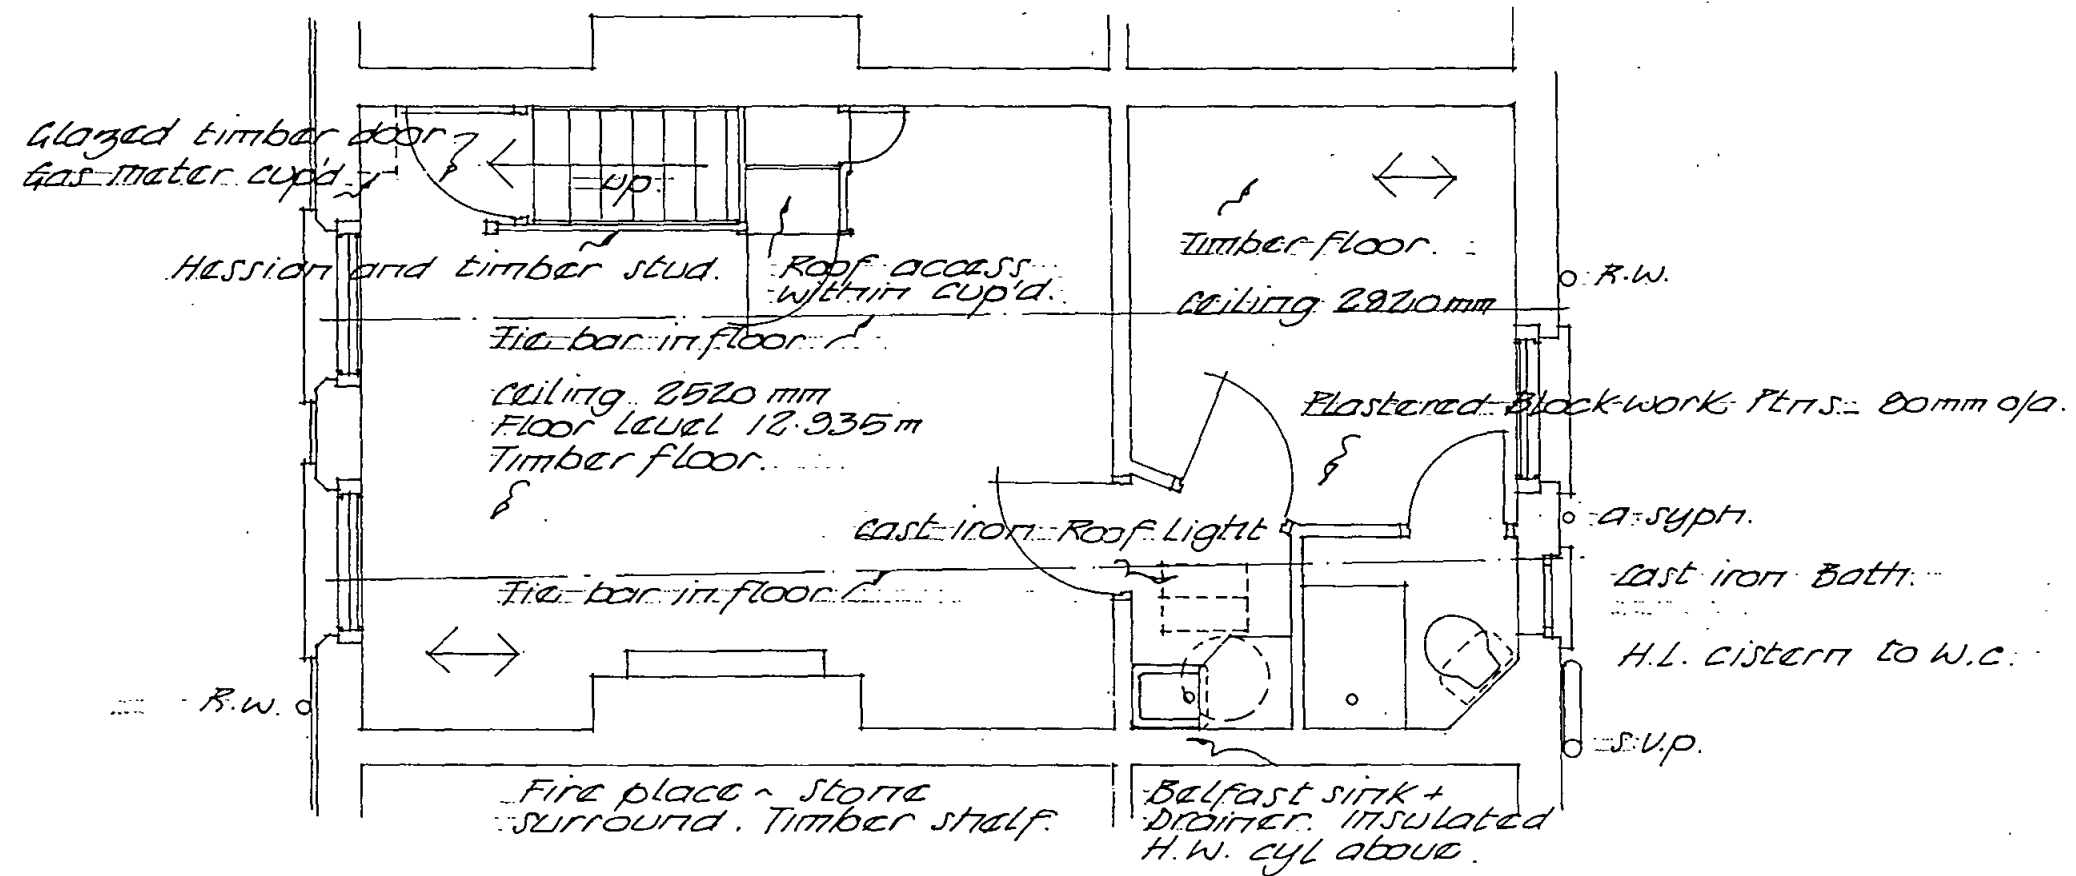 Glazed timber door
Gas meter cup'd
up.
Hessian and timber stud.
Roof access
within cup'd.
Timber floor.
Ceiling 2820mm
R.W.
Tie bar in floor
Ceiling 2520 mm
Floor level 12.935m
Timber floor.
Plastered Block-work Ptns. 80mm o/a.
Cast iron Roof Light
a-syph.
Tie bar in floor
Cast iron Bath.
H.L. cistern to W.C.
R.W.
S.V.P.
Fire place ~ Stone
surround. Timber shelf.
Belfast sink +
Drainer. Insulated
H.W. cyl above.